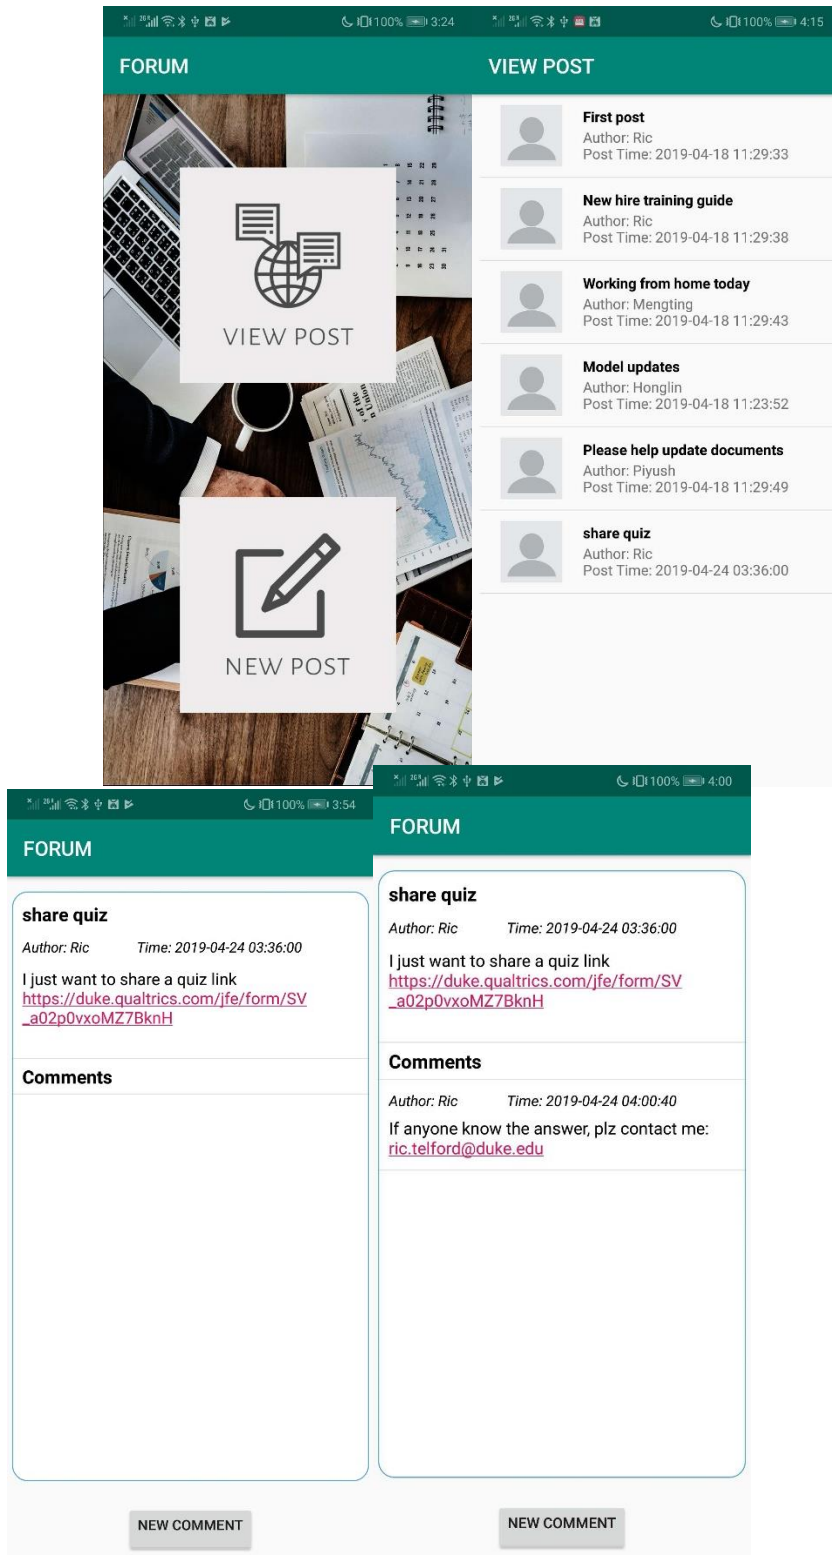 100% 3:24
FORUM
VIEW POST
NEW POST
100% 4:15
VIEW POST
First post
Author: Ric
Post Time: 2019-04-18 11:29:33
New hire training guide
Author: Ric
Post Time: 2019-04-18 11:29:38
Working from home today
Author: Mengting
Post Time: 2019-04-18 11:29:43
Model updates
Author: Honglin
Post Time: 2019-04-18 11:23:52
Please help update documents
Author: Piyush
Post Time: 2019-04-18 11:29:49
share quiz
Author: Ric
Post Time: 2019-04-24 03:36:00
100% 3:54
FORUM
share quiz
Author: Ric Time: 2019-04-24 03:36:00
I just want to share a quiz link
https://duke.qualtrics.com/jfe/form/SV
_a02p0vxoMZ7BknH
Comments
NEW COMMENT
100% 4:00
FORUM
share quiz
Author: Ric Time: 2019-04-24 03:36:00
I just want to share a quiz link
https://duke.qualtrics.com/jfe/form/SV
_a02p0vxoMZ7BknH
Comments
Author: Ric Time: 2019-04-24 04:00:40
If anyone know the answer, plz contact me:
ric.telford@duke.edu
NEW COMMENT